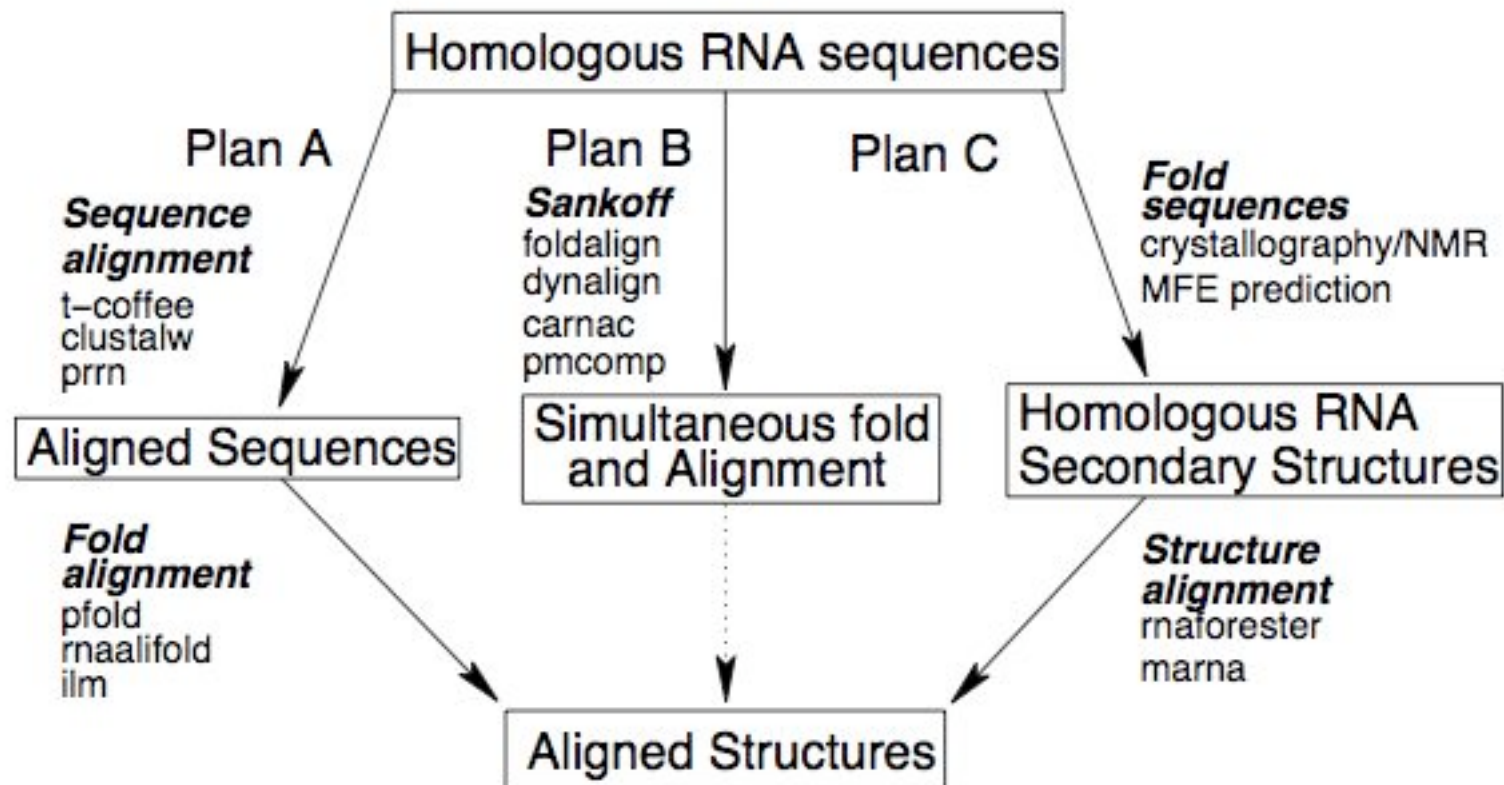 Homologous RNA sequences
Plan A
Sequence
alignment
t-coffee
clustalw
prrn
Aligned Sequences
Fold
alignment
pfold
rnaalifold
ilm
Plan B
Sankoff
foldalign
dynalign
carnac
pmcomp
Simultaneous fold
and Alignment
Plan C
Fold
sequences
crystallography/NMR
MFE prediction
Homologous RNA
Secondary Structures
Structure
alignment
rnaforester
marna
Aligned Structures